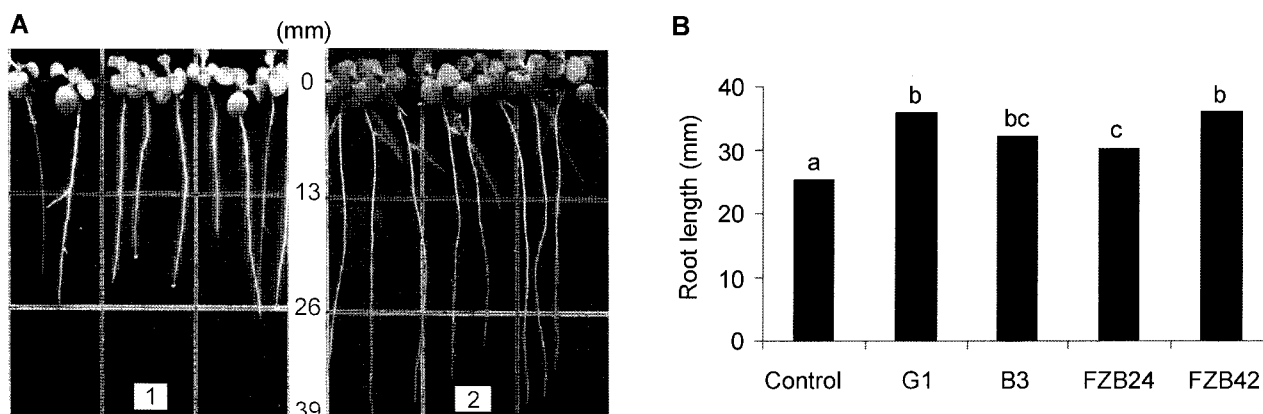 A
(mm)
0
13
26
39
1
2
B
Root length (mm)
40
30
20
10
0
a
b
bc
c
b
Control
G1
B3
FZB24
FZB42